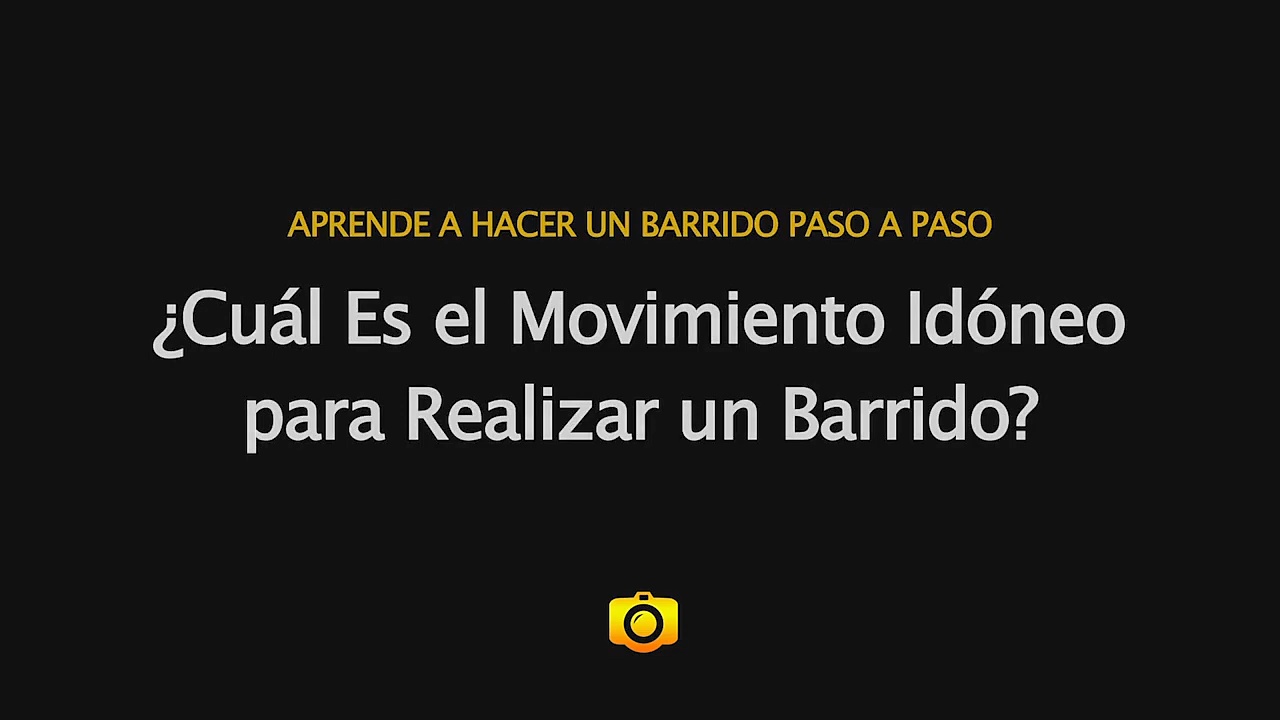 APRENDE A HACER UN BARRIDO PASO A PASO
¿Cuál Es el Movimiento Idóneo
para Realizar un Barrido?